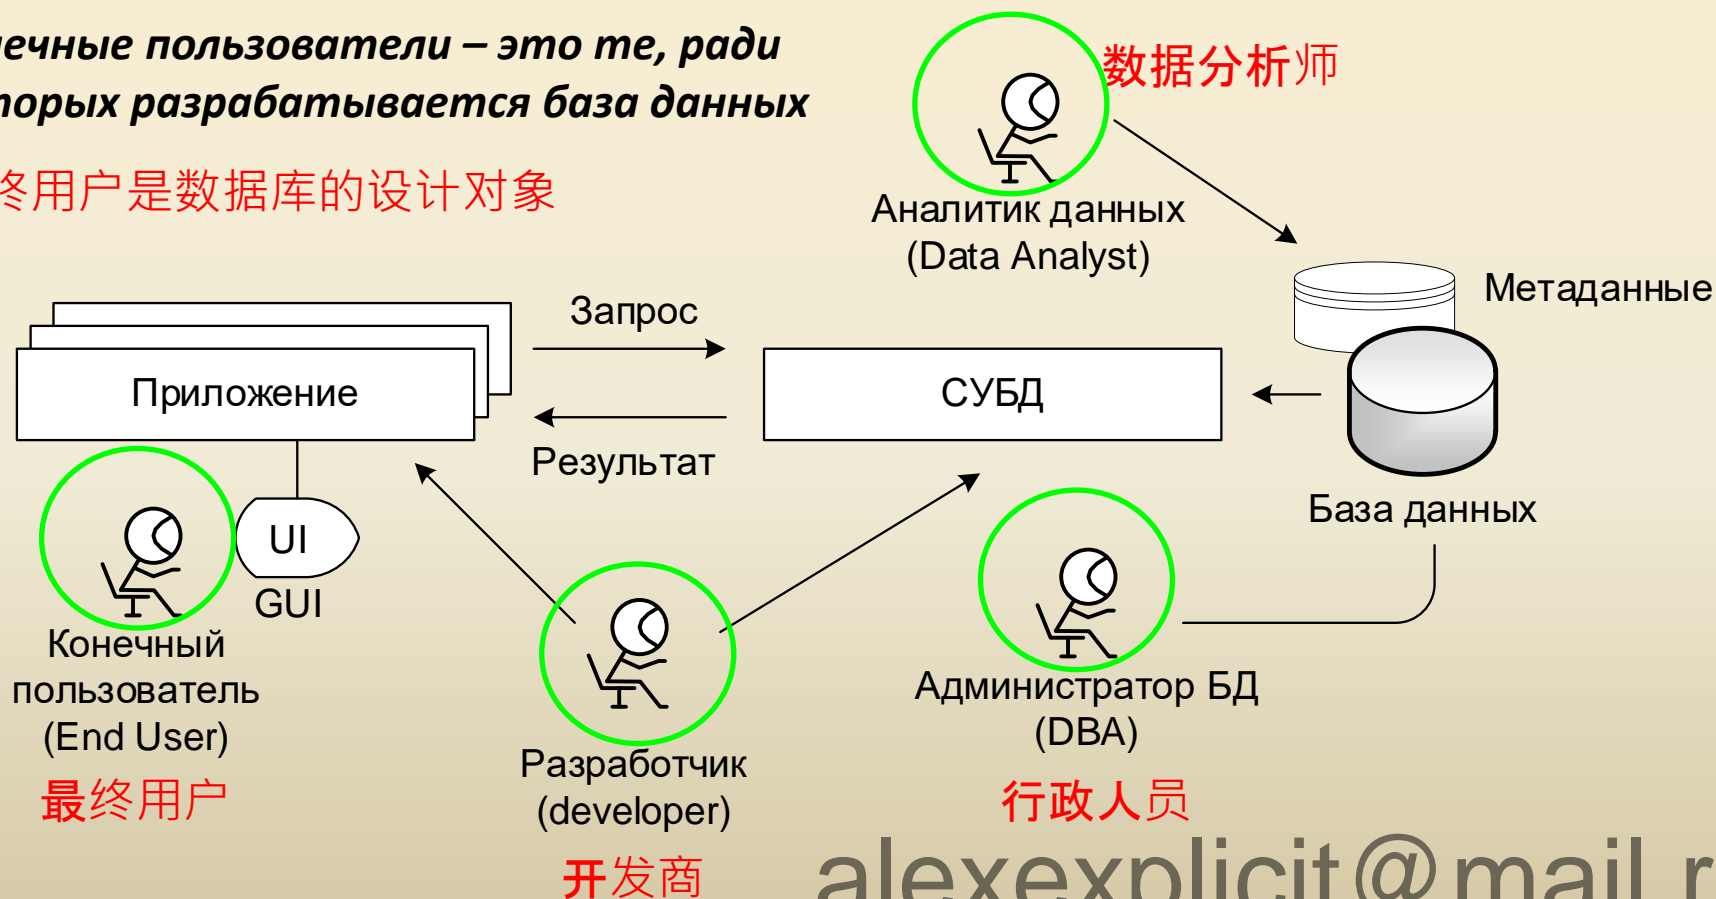 нечные пользователи – это те, ради
торых разрабатывается база данных
终用户是数据库的设计对象
数据分析师
Аналитик данных
(Data Analyst)
Метаданные
Запрос
Приложение
СУБД
Результат
База данных
UI
GUI
Конечный
пользователь
(End User)
最终用户
Разработчик
(developer)
开发商
Администратор БД
(DBA)
行政人员
alexexplicit@mail.r